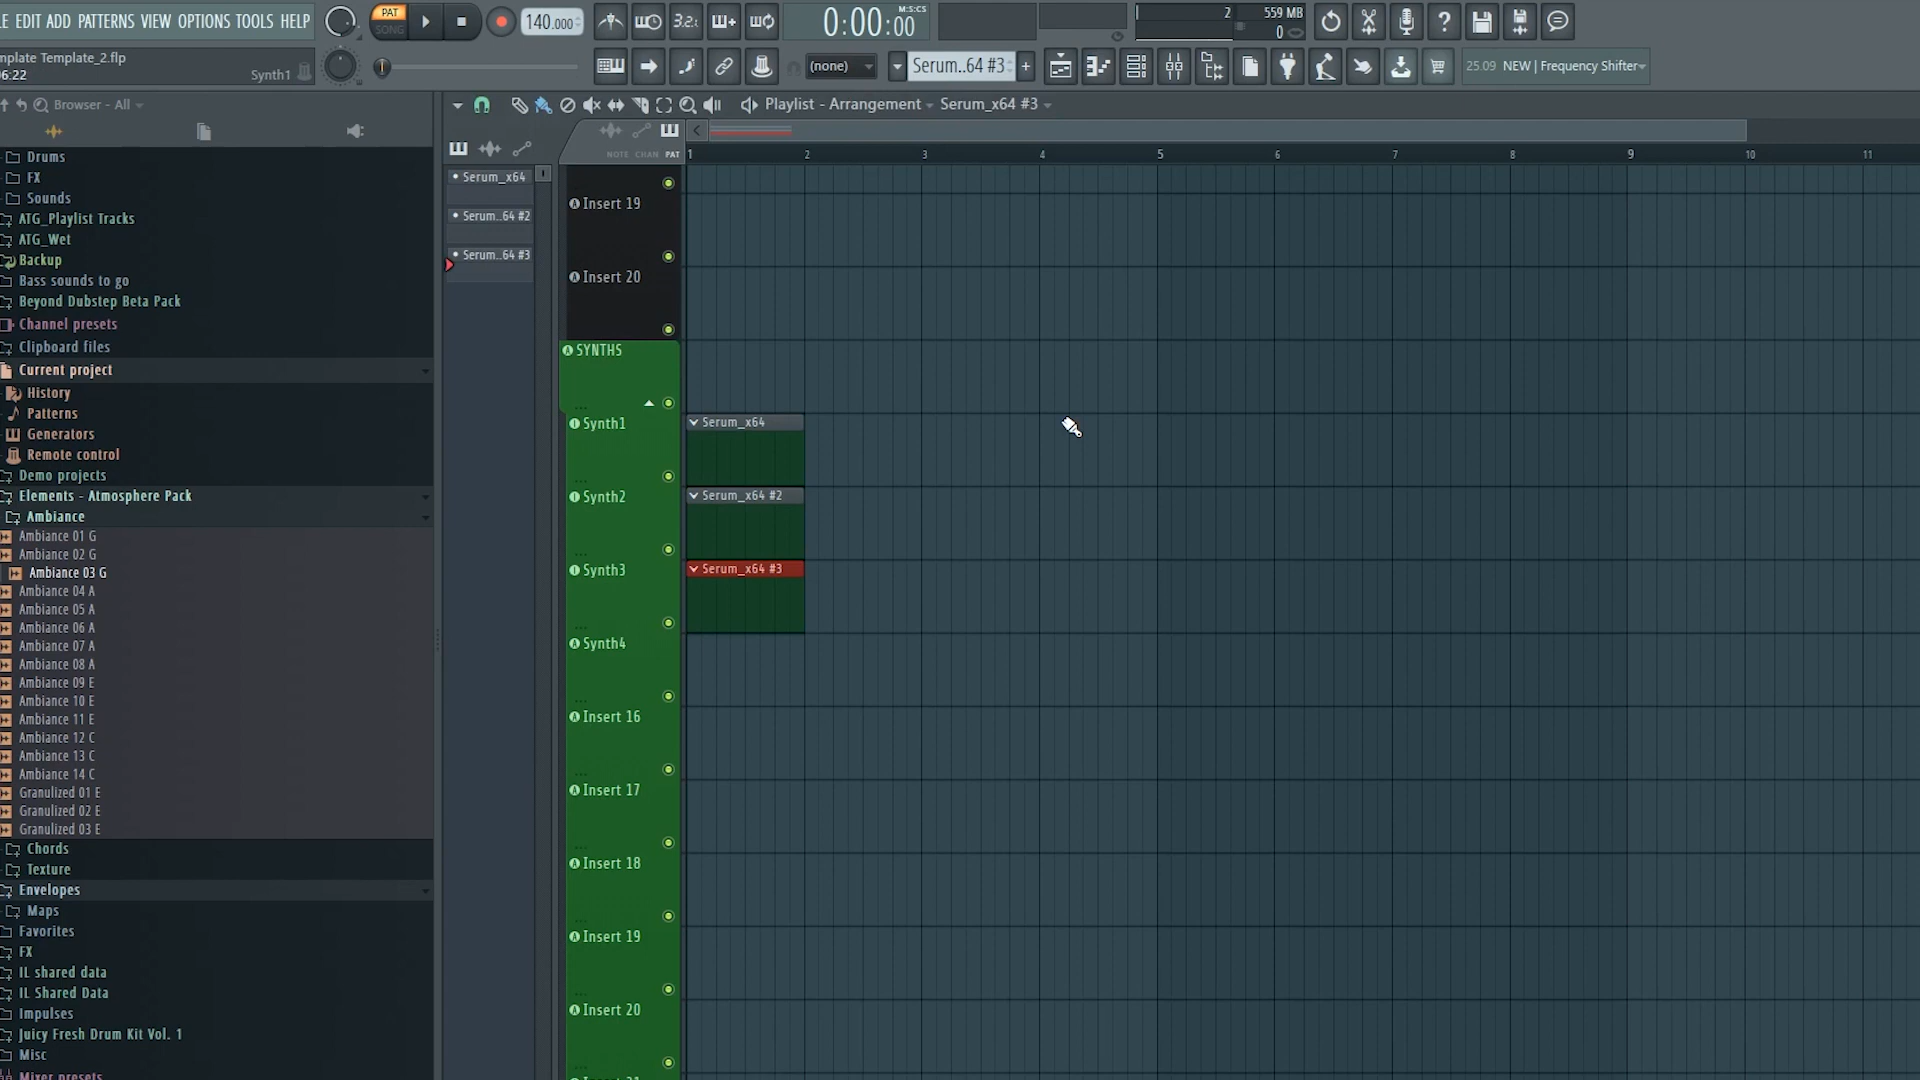 LE EDIT ADD PATTERNS VIEW OPTIONS TOOLS HELP
PAT
SONG
140.000
3.2.
0:00:00
M:S:CS
2
559 MB
0
mplate Template_2.flp
06:22
Synth1
(none)
Serum..64 #3
+
25.09 NEW | Frequency Shifter
Browser - All
Playlist - Arrangement
Serum_x64 #3
NOTE CHAN PAT
1 2 3 4 5 6 7 8 9 10 11
Drums
FX
Sounds
ATG_Playlist Tracks
ATG_Wet
Backup
Bass sounds to go
Beyond Dubstep Beta Pack
Channel presets
Clipboard files
Current project
History
Patterns
Generators
Remote control
Demo projects
Elements - Atmosphere Pack
Ambiance
Ambiance 01 G
Ambiance 02 G
Ambiance 03 G
Ambiance 04 A
Ambiance 05 A
Ambiance 06 A
Ambiance 07 A
Ambiance 08 A
Ambiance 09 E
Ambiance 10 E
Ambiance 11 E
Ambiance 12 C
Ambiance 13 C
Ambiance 14 C
Granulized 01 E
Granulized 02 E
Granulized 03 E
Chords
Texture
Envelopes
Maps
Favorites
FX
IL shared data
IL Shared Data
Impulses
Juicy Fresh Drum Kit Vol. 1
Misc
Mixer presets
Serum_x64
Serum..64 #2
Serum..64 #3
Insert 19
Insert 20
SYNTHS
Synth1
Synth2
Synth3
Synth4
Insert 16
Insert 17
Insert 18
Insert 19
Insert 20
Serum_x64
Serum_x64 #2
Serum_x64 #3